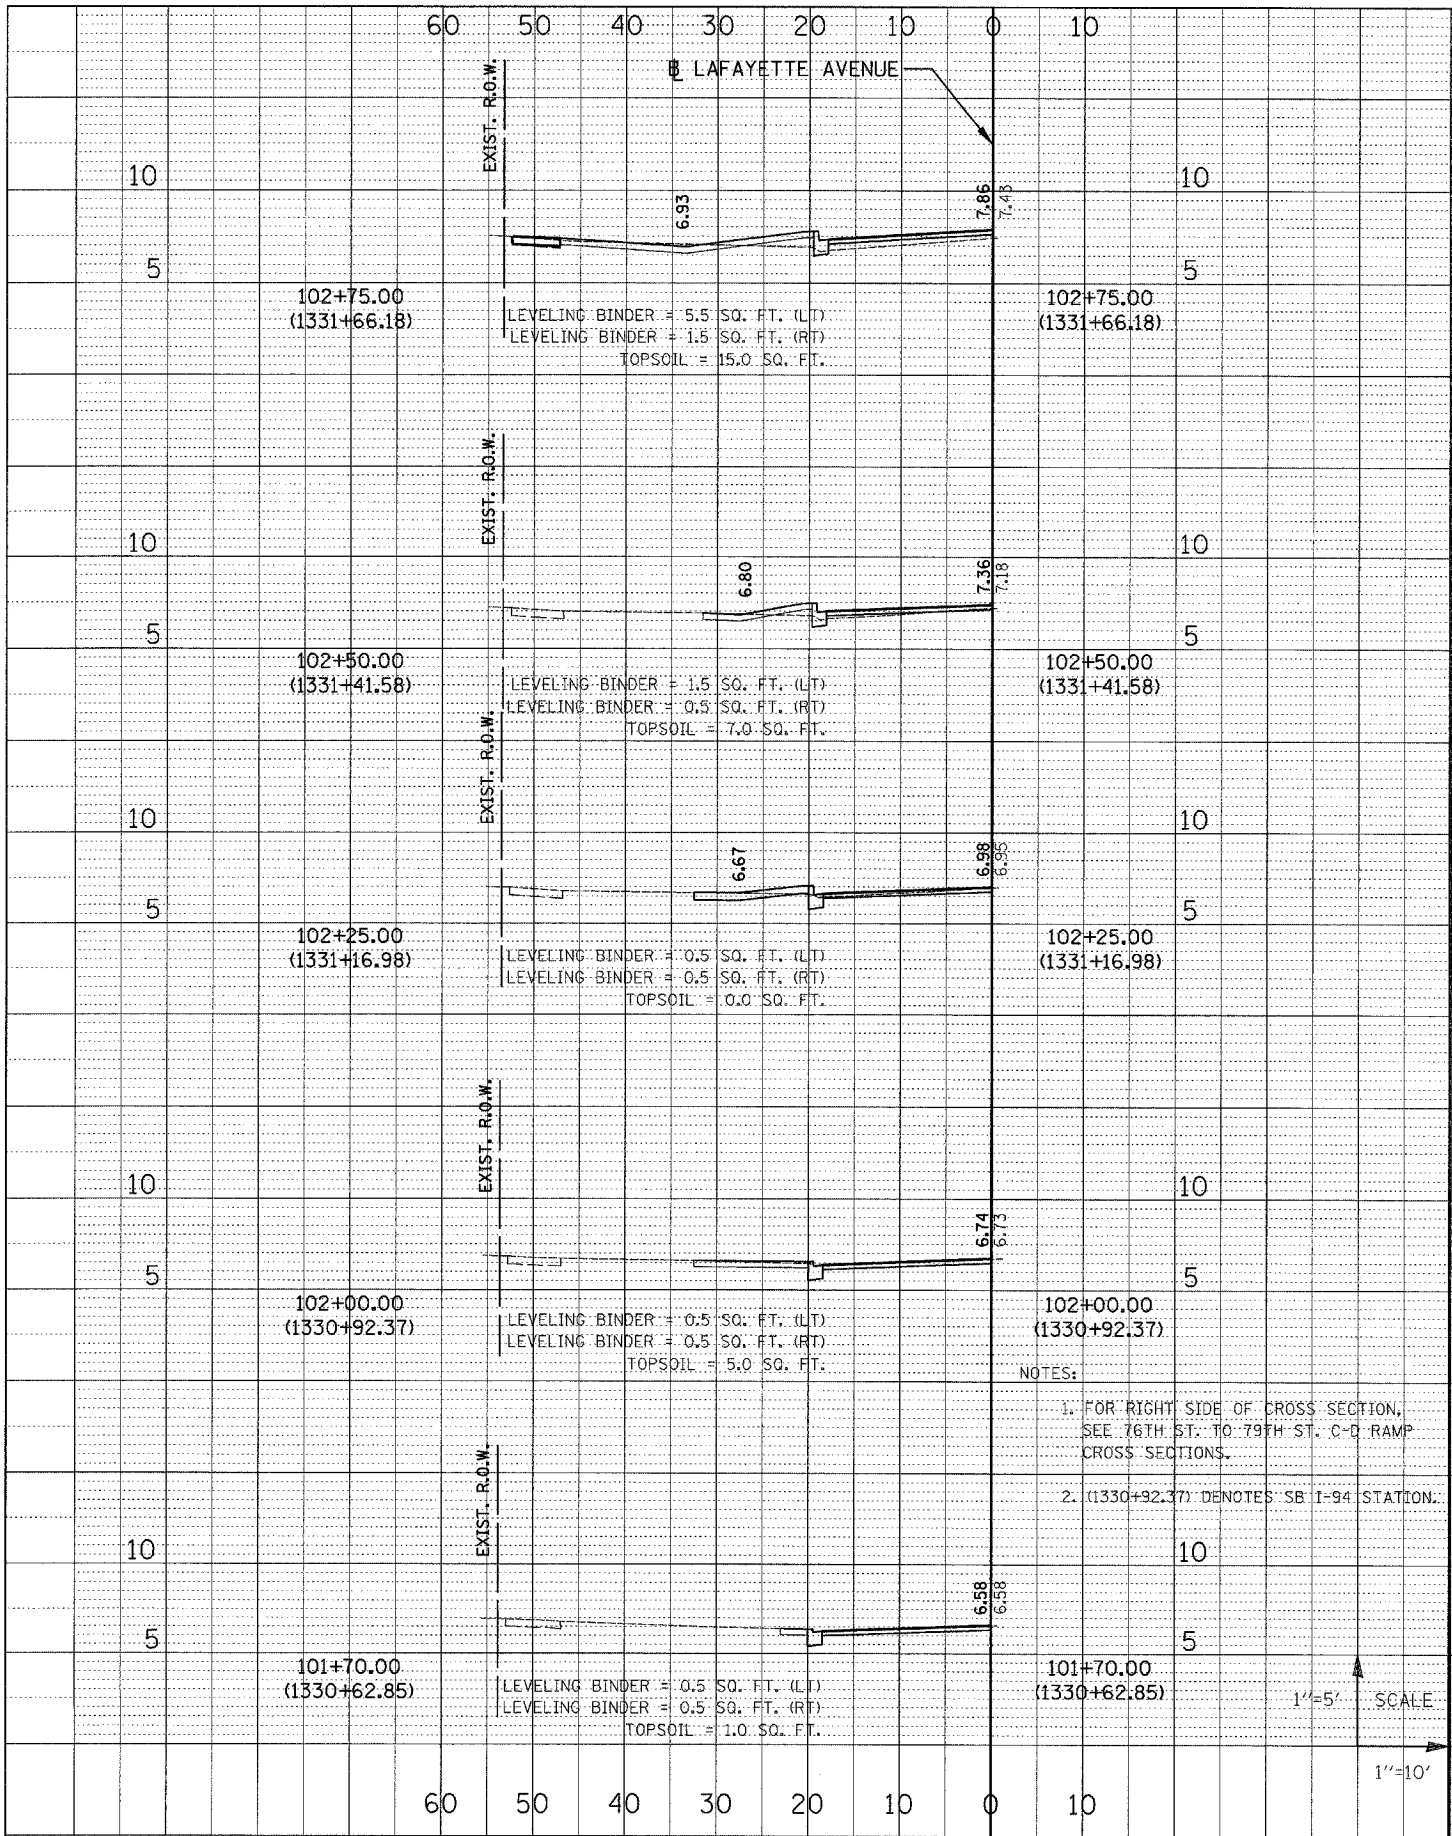 60 50 40 30 20 10 0 10
EXIST. R.O.W.
B LAFAYETTE AVENUE
10 10
6.93 7.86 7.43
5 5
102+75.00 102+75.00
(1331+66.18) (1331+66.18)
LEVELING BINDER = 5.5 SQ. FT. (LT)
LEVELING BINDER = 1.5 SQ. FT. (RT)
TOPSOIL = 15.0 SQ. FT.
EXIST. R.O.W.
10 10
6.80 7.36 7.18
5 5
102+50.00 102+50.00
(1331+41.58) (1331+41.58)
LEVELING BINDER = 1.5 SQ. FT. (LT)
LEVELING BINDER = 0.5 SQ. FT. (RT)
TOPSOIL = 7.0 SQ. FT.
EXIST. R.O.W.
10 10
6.67 6.98 6.95
5 5
102+25.00 102+25.00
(1331+16.98) (1331+16.98)
LEVELING BINDER = 0.5 SQ. FT. (LT)
LEVELING BINDER = 0.5 SQ. FT. (RT)
TOPSOIL = 0.0 SQ. FT.
EXIST. R.O.W.
10 10
6.74 6.73
5 5
102+00.00 102+00.00
(1330+92.37) (1330+92.37)
LEVELING BINDER = 0.5 SQ. FT. (LT)
LEVELING BINDER = 0.5 SQ. FT. (RT)
TOPSOIL = 5.0 SQ. FT.
NOTES:
1. FOR RIGHT SIDE OF CROSS SECTION,
SEE 76TH ST. TO 79TH ST. C-D RAMP
CROSS SECTIONS.
2. (1330+92.37) DENOTES SB I-94 STATION.
EXIST. R.O.W.
10 10
6.58 6.58
5 5
101+70.00 101+70.00
(1330+62.85) (1330+62.85)
LEVELING BINDER = 0.5 SQ. FT. (LT)
LEVELING BINDER = 0.5 SQ. FT. (RT)
TOPSOIL = 1.0 SQ. FT.
1"=5' SCALE
1"=10'
60 50 40 30 20 10 0 10